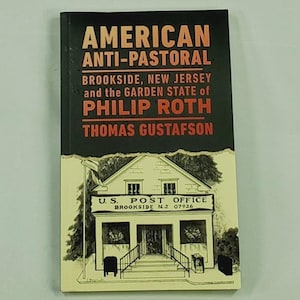 AMERICAN
ANTI-PASTORAL
BROOKSIDE, NEW JERSEY
and the GARDEN STATE of
PHILIP ROTH
THOMAS GUSTAFSON
U. S. POST OFFICE
BROOKSIDE N.J. 07926